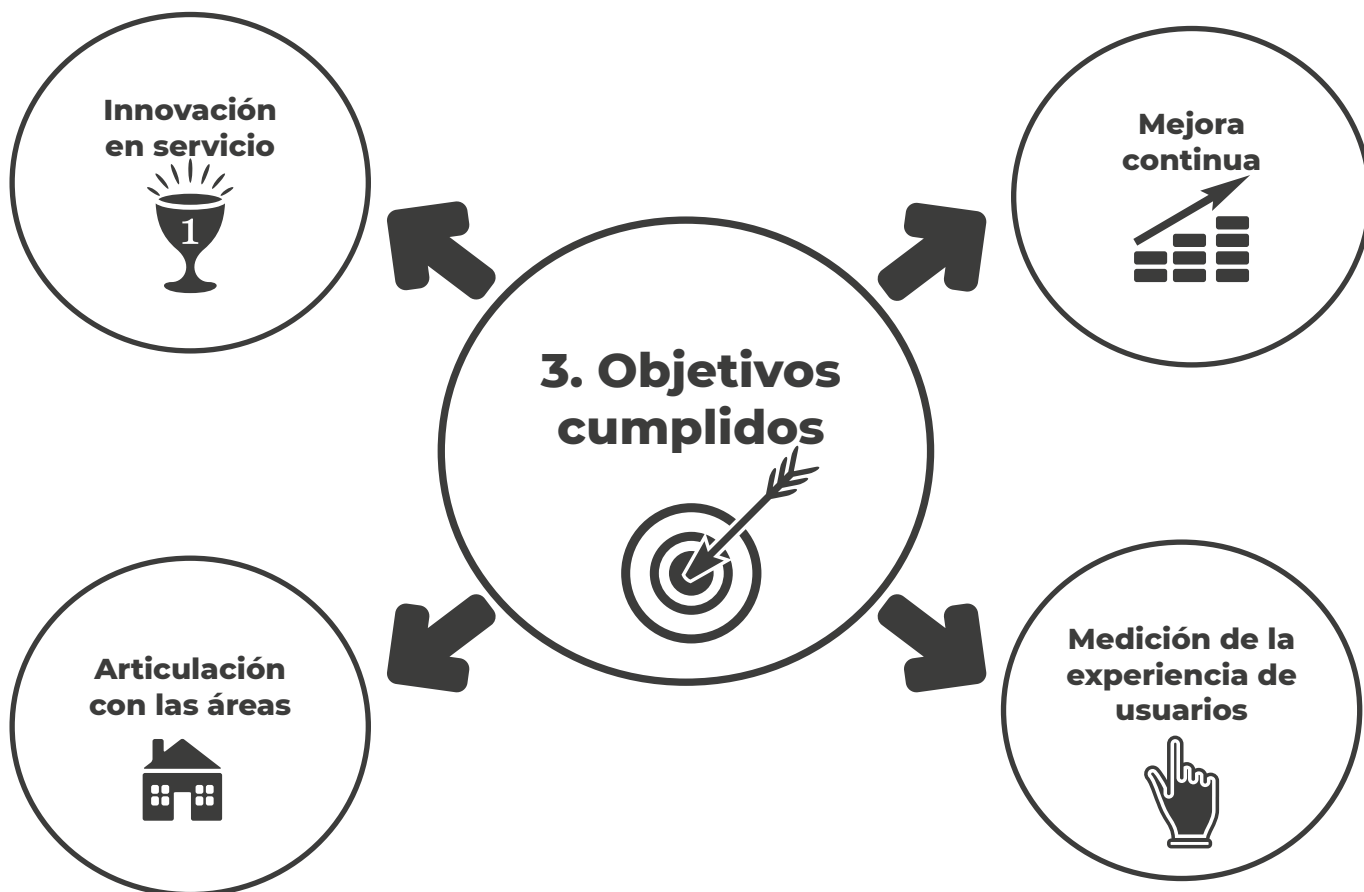 Innovación
en servicio
1
Mejora
continua
3. Objetivos
cumplidos
Articulación
con las áreas
Medición de la
experiencia de
usuarios